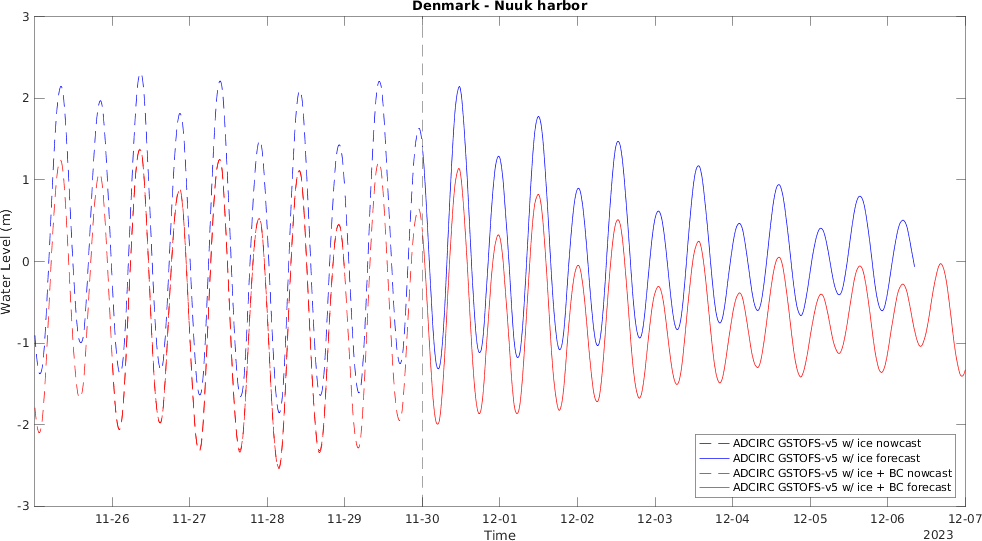 Denmark - Nuuk harbor
3
2
1
0
-1
-2
-3
Water Level (m)
ADCIRC GSTOFS-v5 w/ ice nowcast
ADCIRC GSTOFS-v5 w/ ice forecast
ADCIRC GSTOFS-v5 w/ ice + BC nowcast
ADCIRC GSTOFS-v5 w/ ice + BC forecast
11-26 11-27 11-28 11-29 11-30 12-01 12-02 12-03 12-04 12-05 12-06 12-07
Time
2023